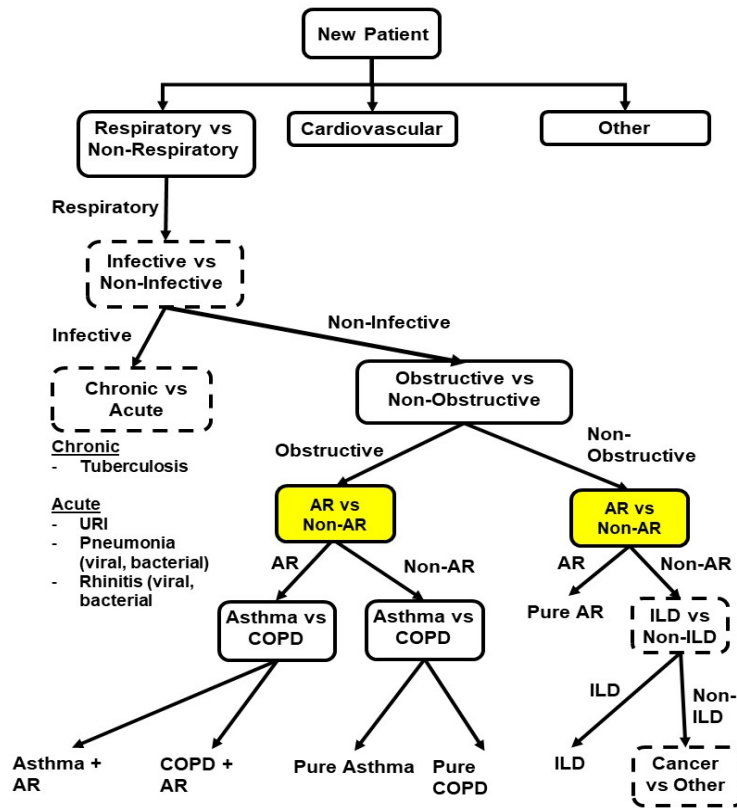 New Patient
Respiratory vs
Non-Respiratory
Cardiovascular
Other
Respiratory
Infective vs
Non-Infective
Infective
Non-Infective
Chronic vs
Acute
Obstructive vs
Non-Obstructive
Chronic
- Tuberculosis
Acute
- URI
- Pneumonia
(viral, bacterial)
- Rhinitis (viral,
bacterial
Obstructive
Non-
Obstructive
AR vs
Non-AR
AR vs
Non-AR
AR
Non-AR
AR
Non-AR
Asthma vs
COPD
Asthma vs
COPD
Pure AR
ILD vs
Non-ILD
ILD
Non-
ILD
Asthma +
AR
COPD +
AR
Pure Asthma
Pure
COPD
ILD
Cancer
vs Other